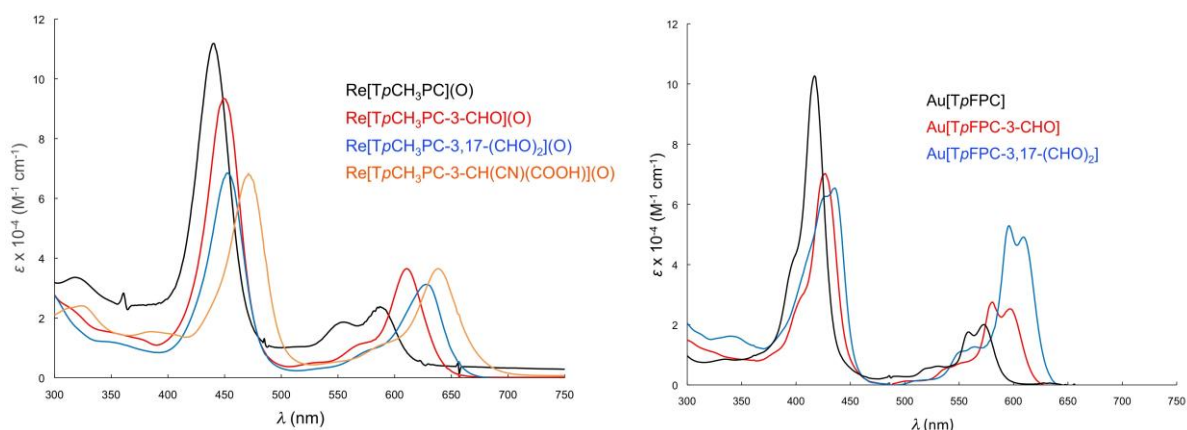 12
10
8
6
4
2
0
ε x 10-4 (M-1 cm-1)
300 350 400 450 500 550 600 650 700 750
λ (nm)
Re[TpCH3PC](O)
Re[TpCH3PC-3-CHO](O)
Re[TpCH3PC-3,17-(CHO)2](O)
Re[TpCH3PC-3-CH(CN)(COOH)](O)
12
10
8
6
4
2
0
ε x 10-4 (M-1 cm-1)
300 350 400 450 500 550 600 650 700 750
λ (nm)
Au[TpFPC]
Au[TpFPC-3-CHO]
Au[TpFPC-3,17-(CHO)2]